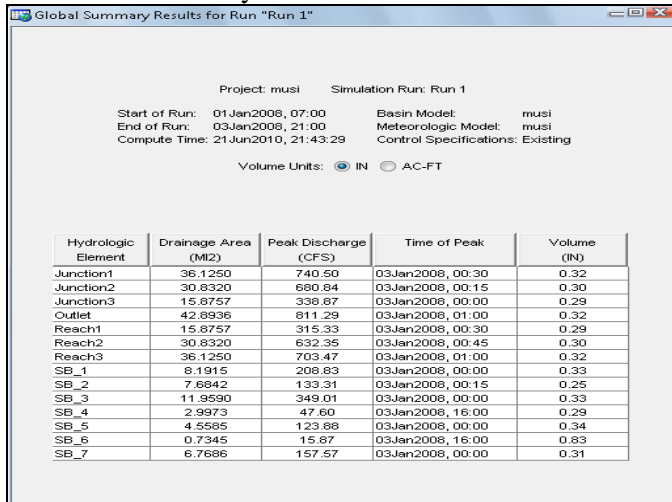 Global Summary Results for Run "Run 1"
Project: musi Simulation Run: Run 1
Start of Run: 01Jan2008, 07:00 Basin Model: musi
End of Run: 03Jan2008, 21:00 Meteorologic Model: musi
Compute Time: 21Jun2010, 21:43:29 Control Specifications: Existing
Volume Units: IN AC-FT
Hydrologic Element Drainage Area (MI2) Peak Discharge (CFS) Time of Peak Volume (IN)
Junction1 36.1250 740.50 03Jan2008, 00:30 0.32
Junction2 30.8320 680.84 03Jan2008, 00:15 0.30
Junction3 15.8757 338.87 03Jan2008, 00:00 0.29
Outlet 42.8936 811.29 03Jan2008, 01:00 0.32
Reach1 15.8757 315.33 03Jan2008, 00:30 0.29
Reach2 30.8320 632.35 03Jan2008, 00:45 0.30
Reach3 36.1250 703.47 03Jan2008, 01:00 0.32
SB_1 8.1915 208.83 03Jan2008, 00:00 0.33
SB_2 7.6842 133.31 03Jan2008, 00:15 0.25
SB_3 11.9590 349.01 03Jan2008, 00:00 0.33
SB_4 2.9973 47.60 03Jan2008, 16:00 0.29
SB_5 4.5585 123.88 03Jan2008, 00:00 0.34
SB_6 0.7345 15.87 03Jan2008, 16:00 0.83
SB_7 6.7686 157.57 03Jan2008, 00:00 0.31